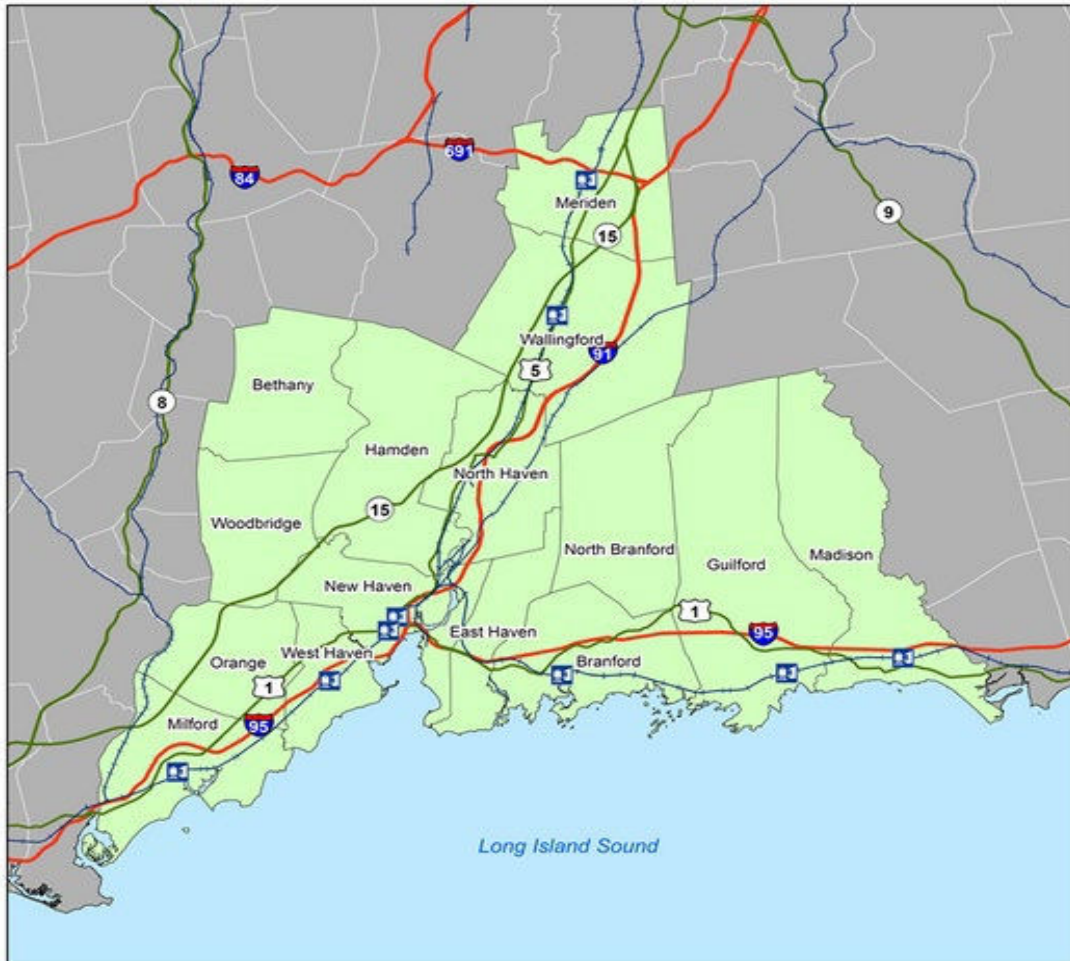 691
84
Meriden
9
15
Wallingford
91
5
Bethany
8
Hamden
North Haven
15
Woodbridge
North Branford
Madison
Guilford
New Haven
1
East Haven
95
West Haven
Orange
Branford
1
Milford
95
Long Island Sound